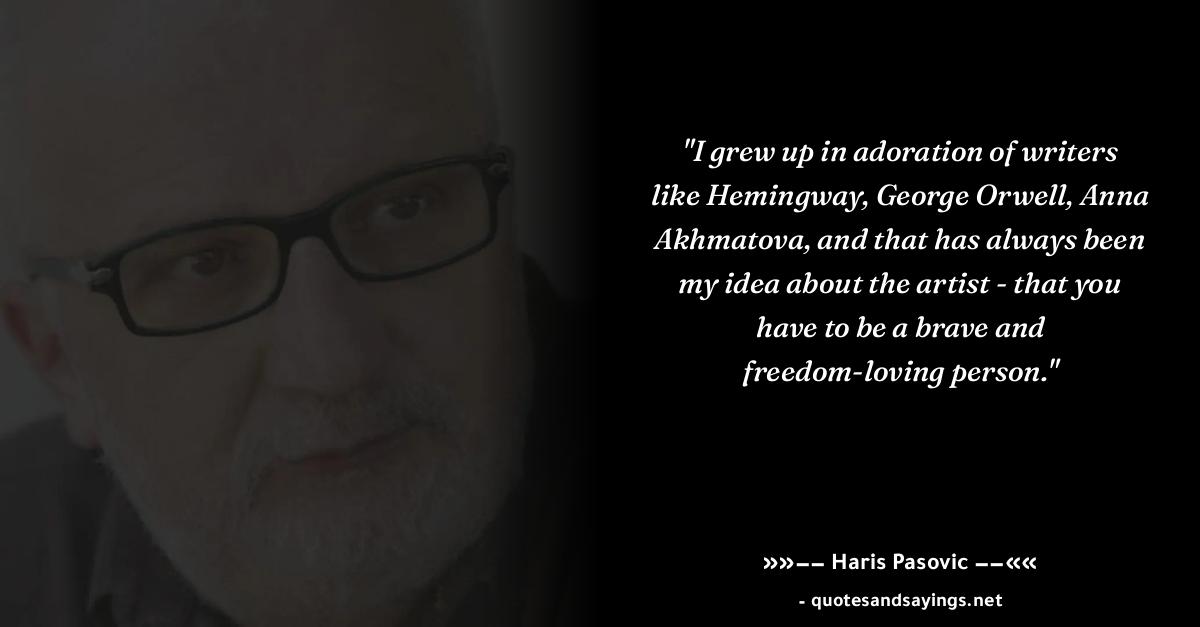 "I grew up in adoration of writers
like Hemingway, George Orwell, Anna
Akhmatova, and that has always been
my idea about the artist - that you
have to be a brave and
freedom-loving person."
»»–– Haris Pasovic ––««
- quotesandsayings.net